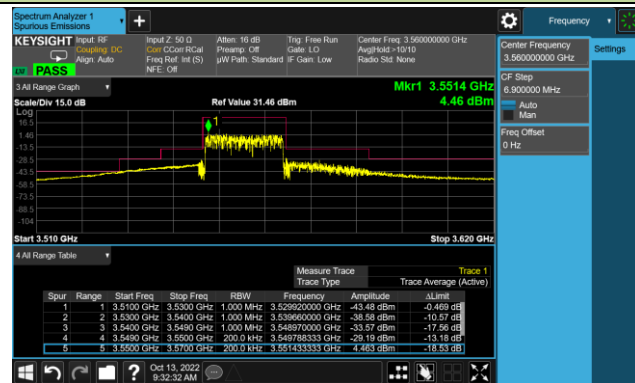 Spectrum Analyzer 1
Spurious Emissions
Frequency
KEYSIGHT Input: RF
Coupling: DC
Align: Auto
Input Z: 50 Ω
Corr CCorr RCal
Freq Ref: Int (S)
NFE: Off
Atten: 16 dB
Preamp: Off
µW Path: Standard
Trig: Free Run
Gate: LO
IF Gain: Low
Center Freq: 3.560000000 GHz
Avg|Hold:>10/10
Radio Std: None
PASS
Center Frequency
3.560000000 GHz
Settings
CF Step
6.900000 MHz
Auto
Man
Freq Offset
0 Hz
3 All Range Graph
Mkr1 3.5514 GHz
Scale/Div 15.0 dB
Ref Value 31.46 dBm
4.46 dBm
Log
16.5
1.46
-13.5
-28.5
-43.5
-58.5
-73.5
-88.5
-104
1
Start 3.510 GHz
Stop 3.620 GHz
4 All Range Table
Measure Trace Trace 1
Trace Type Trace Average (Active)
Spur Range Start Freq Stop Freq RBW Frequency Amplitude ΔLimit
1 1 3.5100 GHz 3.5300 GHz 1.000 MHz 3.529920000 GHz -43.48 dBm -0.469 dB
2 2 3.5300 GHz 3.5400 GHz 1.000 MHz 3.539660000 GHz -38.58 dBm -10.57 dB
3 3 3.5400 GHz 3.5490 GHz 1.000 MHz 3.548970000 GHz -33.57 dBm -17.56 dB
4 4 3.5490 GHz 3.5500 GHz 200.0 kHz 3.549788333 GHz -29.19 dBm -13.18 dB
5 5 3.5500 GHz 3.5700 GHz 200.0 kHz 3.551433333 GHz 4.463 dBm -18.53 dB
Oct 13, 2022
9:32:32 AM